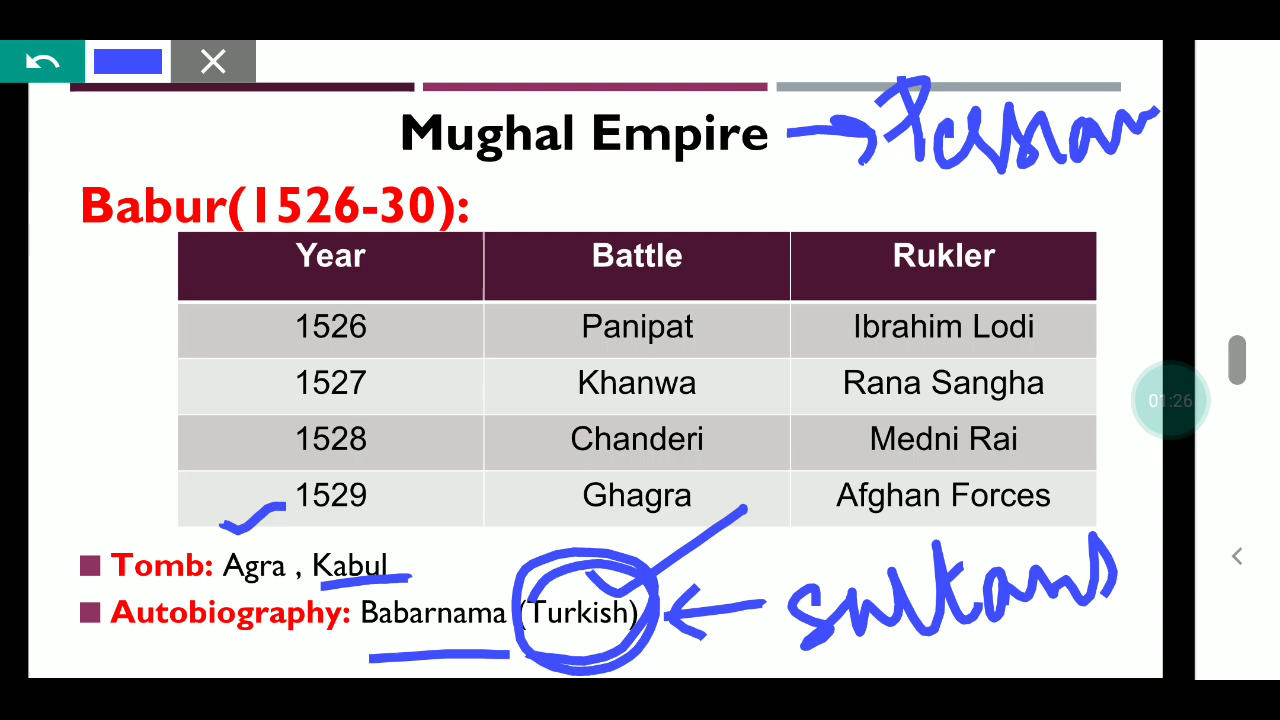 Mughal Empire → Persian
Babur(1526-30):
Year Battle Rukler
1526 Panipat Ibrahim Lodi
1527 Khanwa Rana Sangha
1528 Chanderi Medni Rai
1529 Ghagra Afghan Forces
01:26
Tomb: Agra , Kabul
Autobiography: Babarnama (Turkish) ← sultans